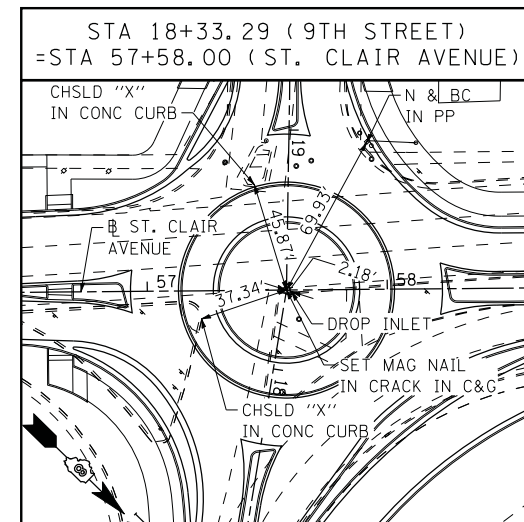 STA 18+33.29 (9TH STREET)
=STA 57+58.00 (ST. CLAIR AVENUE)
CHSLD "X"
IN CONC CURB
N & BC
IN PP
19
69.93'
45.87'
B ST. CLAIR
AVENUE
57
2.18'
58
37.34'
DROP INLET
SET MAG NAIL
IN CRACK IN C&G
18
CHSLD "X"
IN CONC CURB